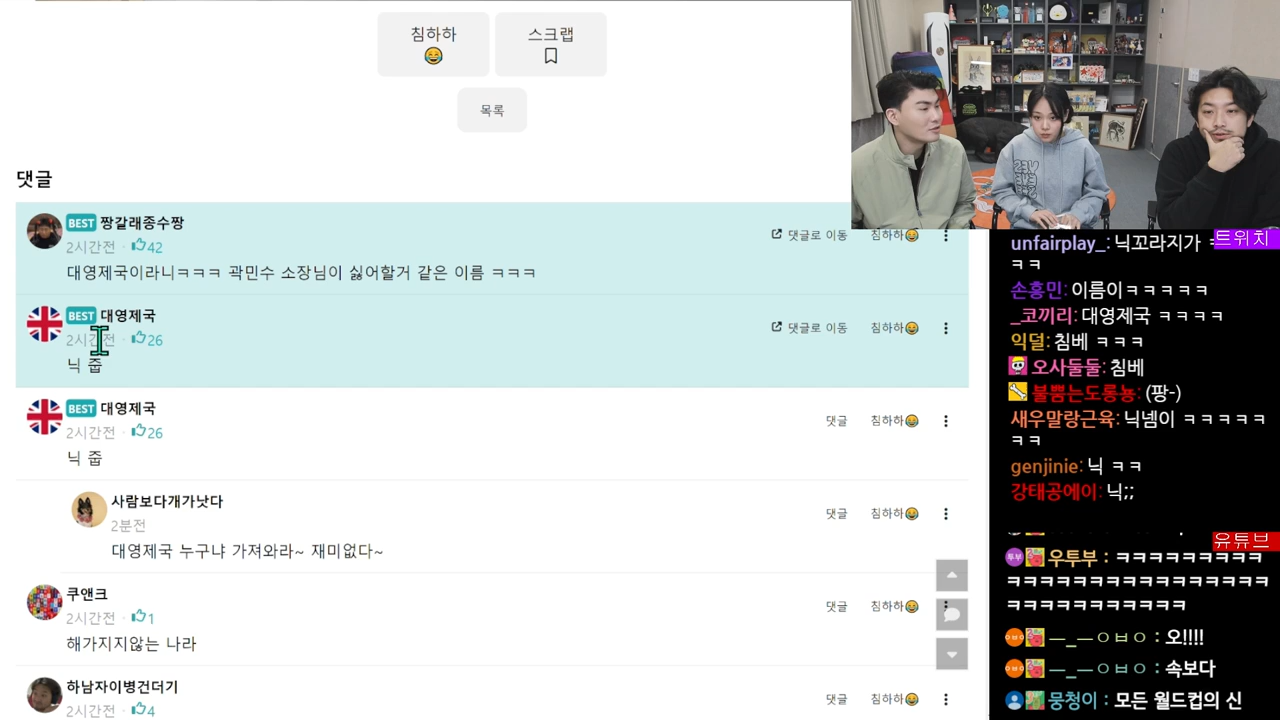 침하하
스크랩
목록
댓글
BEST 짱갈래종수짱
2시간전 · 42
댓글로 이동 침하하
대영제국이라니ㅋㅋㅋ 곽민수 소장님이 싫어할거 같은 이름 ㅋㅋㅋ
BEST 대영제국
2시간전 · 26
댓글로 이동 침하하
닉 줍
BEST 대영제국
2시간전 · 26
댓글 침하하
닉 줍
사람보다개가낫다
2분전
댓글 침하하
대영제국 누구냐 가져와라~ 재미없다~
쿠앤크
2시간전 · 1
댓글 침하하
해가지지않는 나라
하남자이병건더기
2시간전 · 4
댓글 침하하
트위치
unfairplay_: 닉꼬라지가
ㅋㅋ
손흥민: 이름이ㅋㅋㅋㅋㅋ
_코끼리: 대영제국 ㅋㅋㅋㅋ
익덜: 침베 ㅋㅋㅋ
오사둘둘: 침베
불뿜는도롱뇽: (팡-)
새우말랑근육: 닉넴이 ㅋㅋㅋㅋㅋ
ㅋㅋ
genjinie: 닉 ㅋㅋ
강태공에이: 닉;;
유튜브
우투부 : ㅋㅋㅋㅋㅋㅋㅋㅋㅋ
ㅋㅋㅋㅋㅋㅋㅋㅋㅋㅋㅋㅋㅋㅋㅋㅋ
ㅋㅋㅋㅋㅋㅋㅋㅋㅋㅋㅋ
ㅡ_ㅡㅇㅂㅇ : 오!!!!
ㅡ_ㅡㅇㅂㅇ : 속보다
뭉청이 : 모든 월드컵의 신